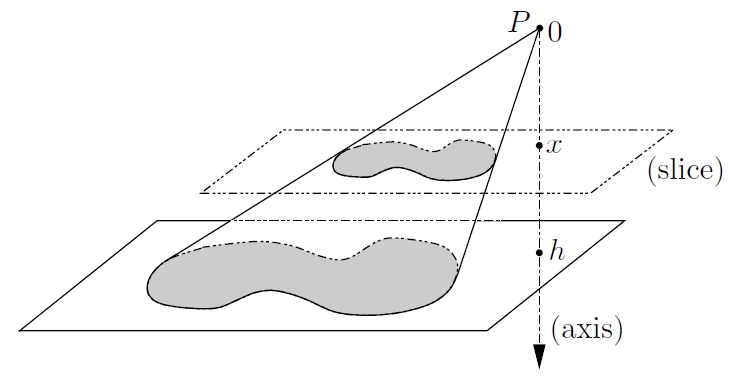 P 0
x
(slice)
h
(axis)